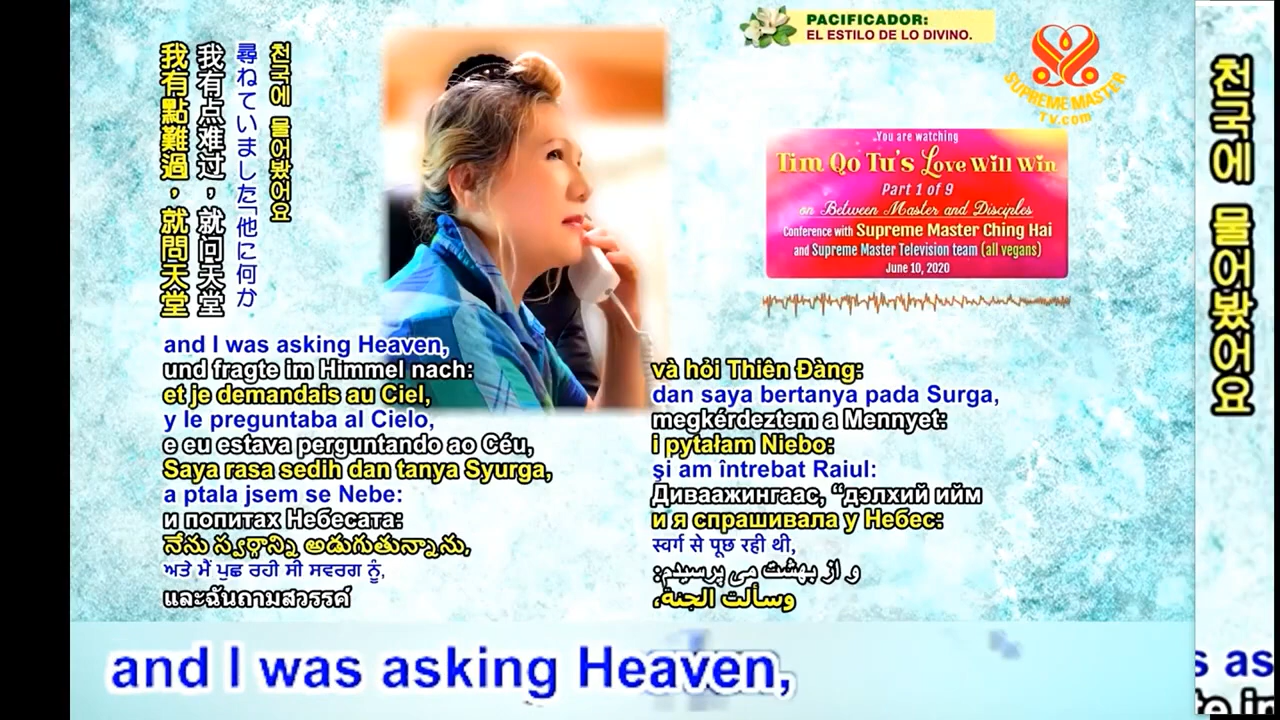 PACIFICADOR:
EL ESTILO DE LO DIVINO.
SUPREME MASTER
TV.com
You are watching
Tim Qo Tu's Love Will Win
Part 1 of 9
on Between Master and Disciples
Conference with Supreme Master Ching Hai
and Supreme Master Television team (all vegans)
June 10, 2020
천국에 물어봤어요
尋ねていました「他に何か
我有点难过，就问天堂
我有點難過，就問天堂
and I was asking Heaven,
und fragte im Himmel nach:
et je demandais au Ciel,
y le preguntaba al Cielo,
e eu estava perguntando ao Céu,
Saya rasa sedih dan tanya Syurga,
a ptala jsem se Nebe:
и попитах Небесата:
నేను స్వర్గాన్ని అడుగుతున్నాను,
ਅਤੇ ਮੈਂ ਪੁਛ ਰਹੀ ਸੀ ਸਵਰਗ ਨੂੰ,
และฉันถามสวรรค์
và hỏi Thiên Đàng:
dan saya bertanya pada Surga,
megkérdeztem a Mennyet:
i pytałam Niebo:
şi am întrebat Raiul:
Диваажингаас, “дэлхий ийм
и я спрашивала у Небес:
स्वर्ग से पूछ रही थी,
و از بهشت می پرسیدم:
وسألت الجنة،
and I was asking Heaven,
천국에 물어봤어요
s as
te in